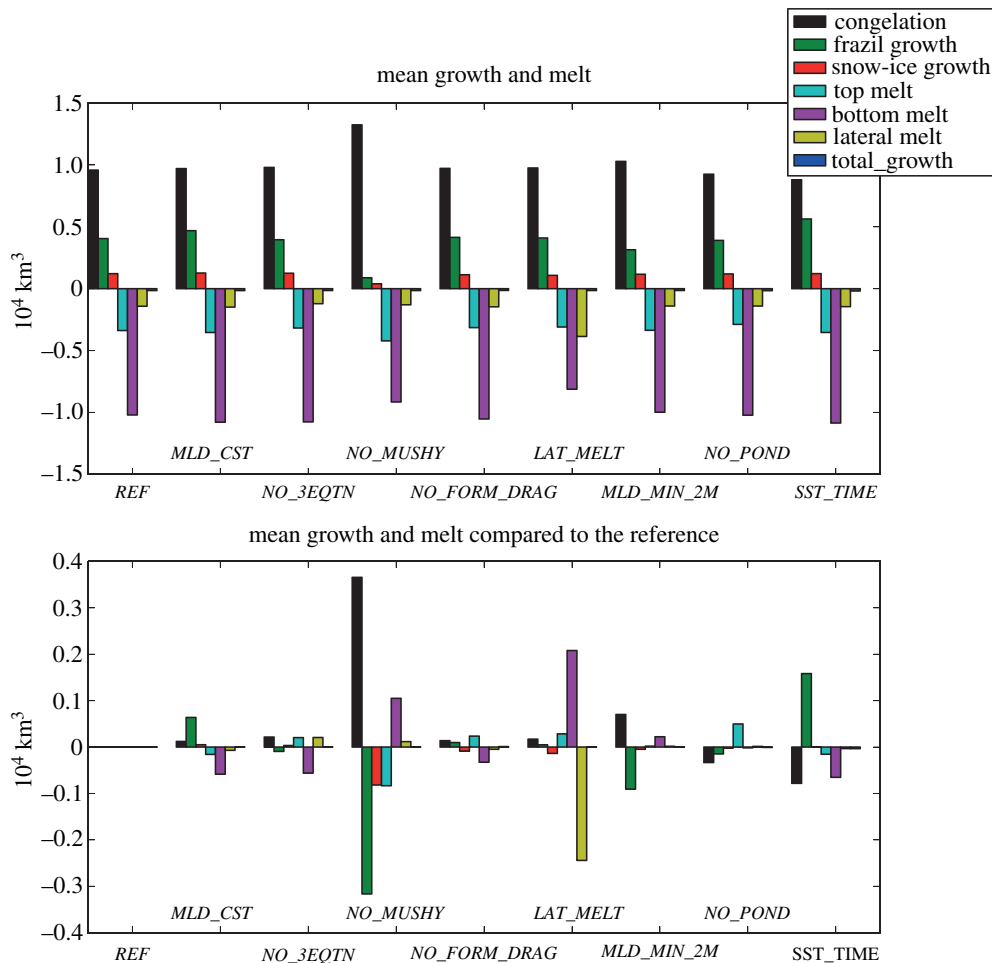 congelation
frazil growth
snow-ice growth
top melt
bottom melt
lateral melt
total_growth
mean growth and melt
1.5
1.0
0.5
0
–0.5
–1.0
–1.5
10⁴ km³
MLD_CST NO_MUSHY LAT_MELT NO_POND
REF NO_3EQTN NO_FORM_DRAG MLD_MIN_2M SST_TIME
mean growth and melt compared to the reference
0.4
0.3
0.2
0.1
0
–0.1
–0.2
–0.3
–0.4
10⁴ km³
MLD_CST NO_MUSHY LAT_MELT NO_POND
REF NO_3EQTN NO_FORM_DRAG MLD_MIN_2M SST_TIME